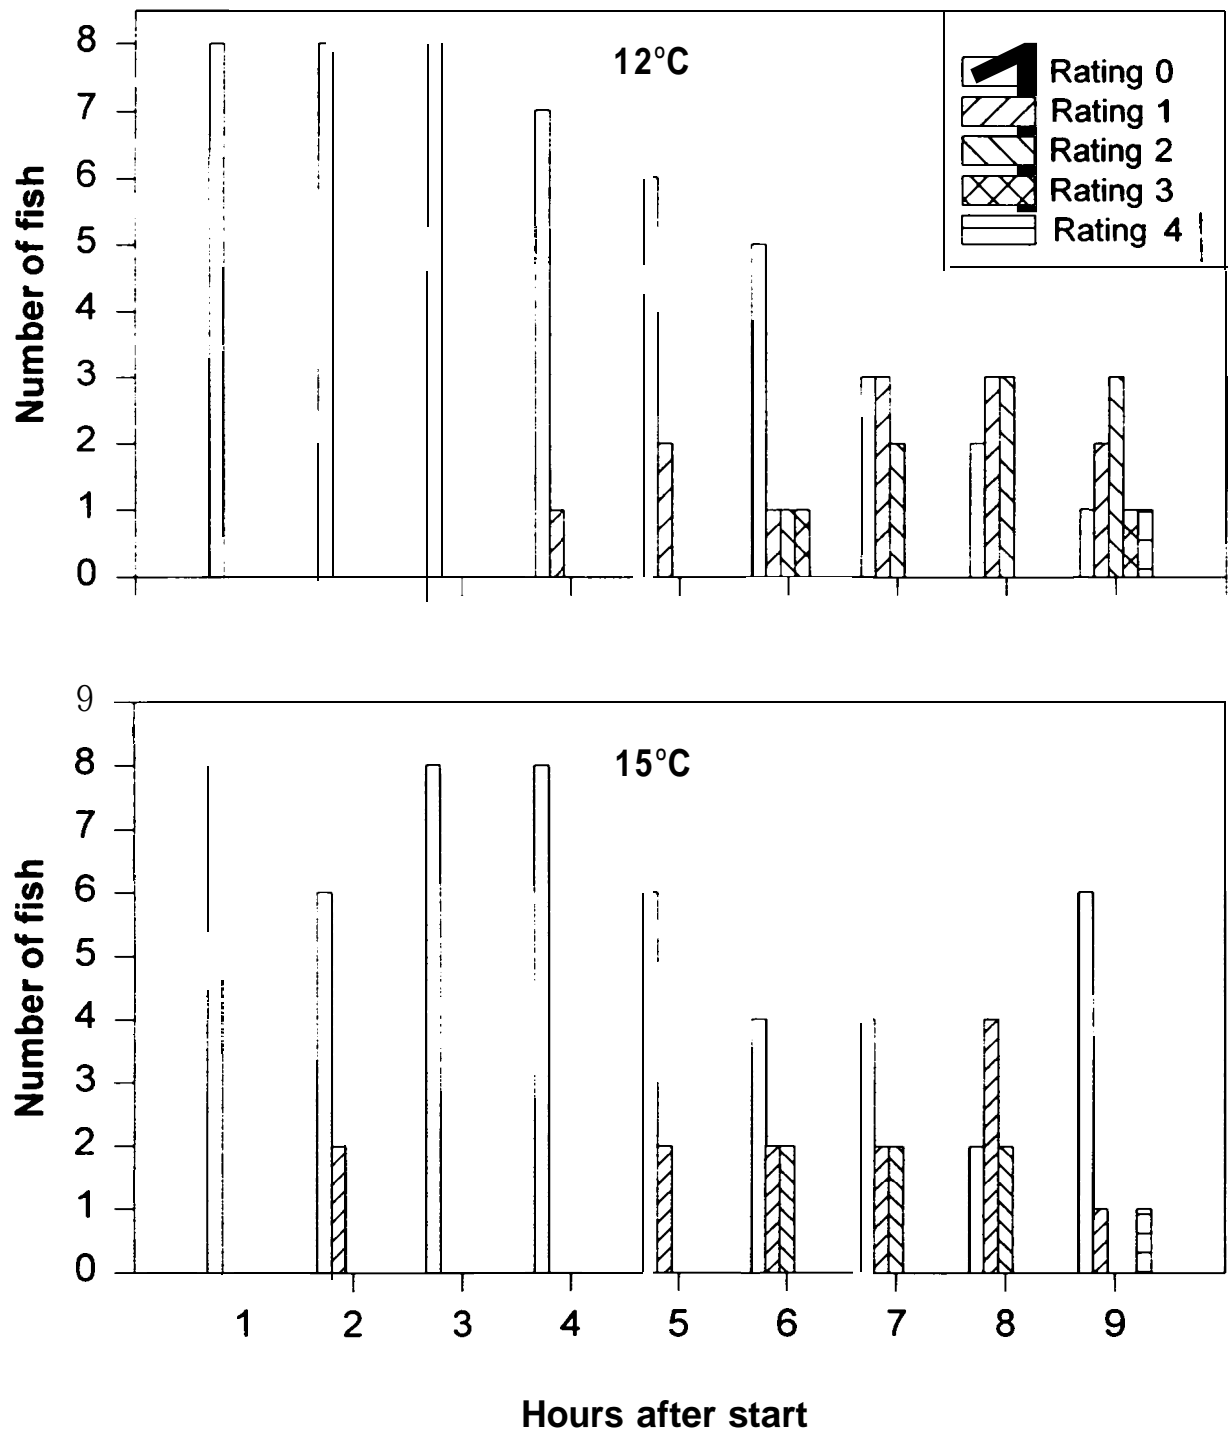 12°C
Rating 0
Rating 1
Rating 2
Rating 3
Rating 4
Number of fish
8
7
6
5
4
3
2
1
0
15°C
Number of fish
9
8
7
6
5
4
3
2
1
0
1 2 3 4 5 6 7 8 9
Hours after start